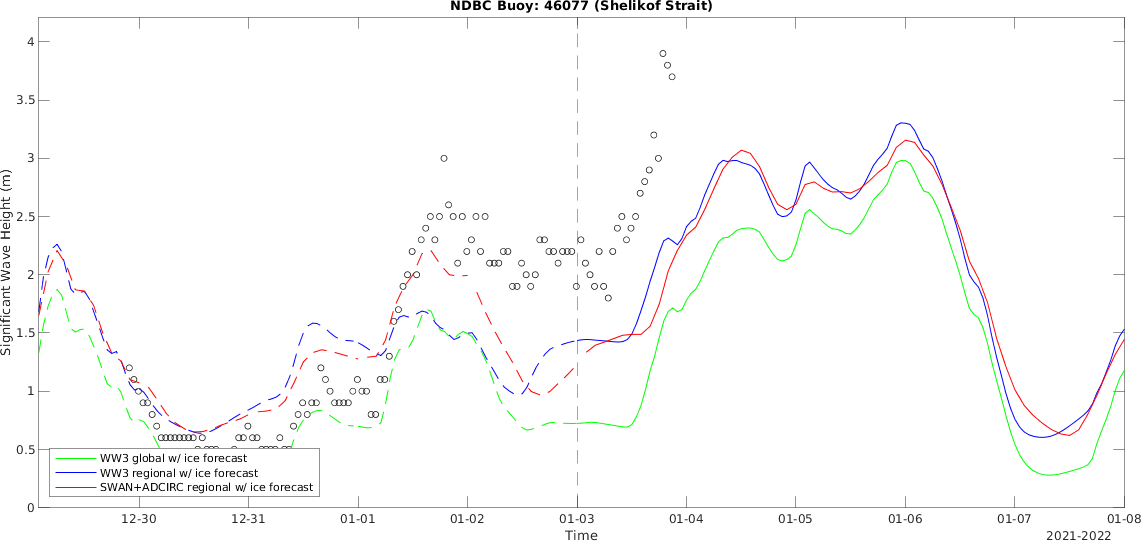 NDBC Buoy: 46077 (Shelikof Strait)
Significant Wave Height (m)
4
3.5
3
2.5
2
1.5
1
0.5
0
WW3 global w/ ice forecast
WW3 regional w/ ice forecast
SWAN+ADCIRC regional w/ ice forecast
12-30 12-31 01-01 01-02 01-03 01-04 01-05 01-06 01-07 01-08
Time
2021-2022